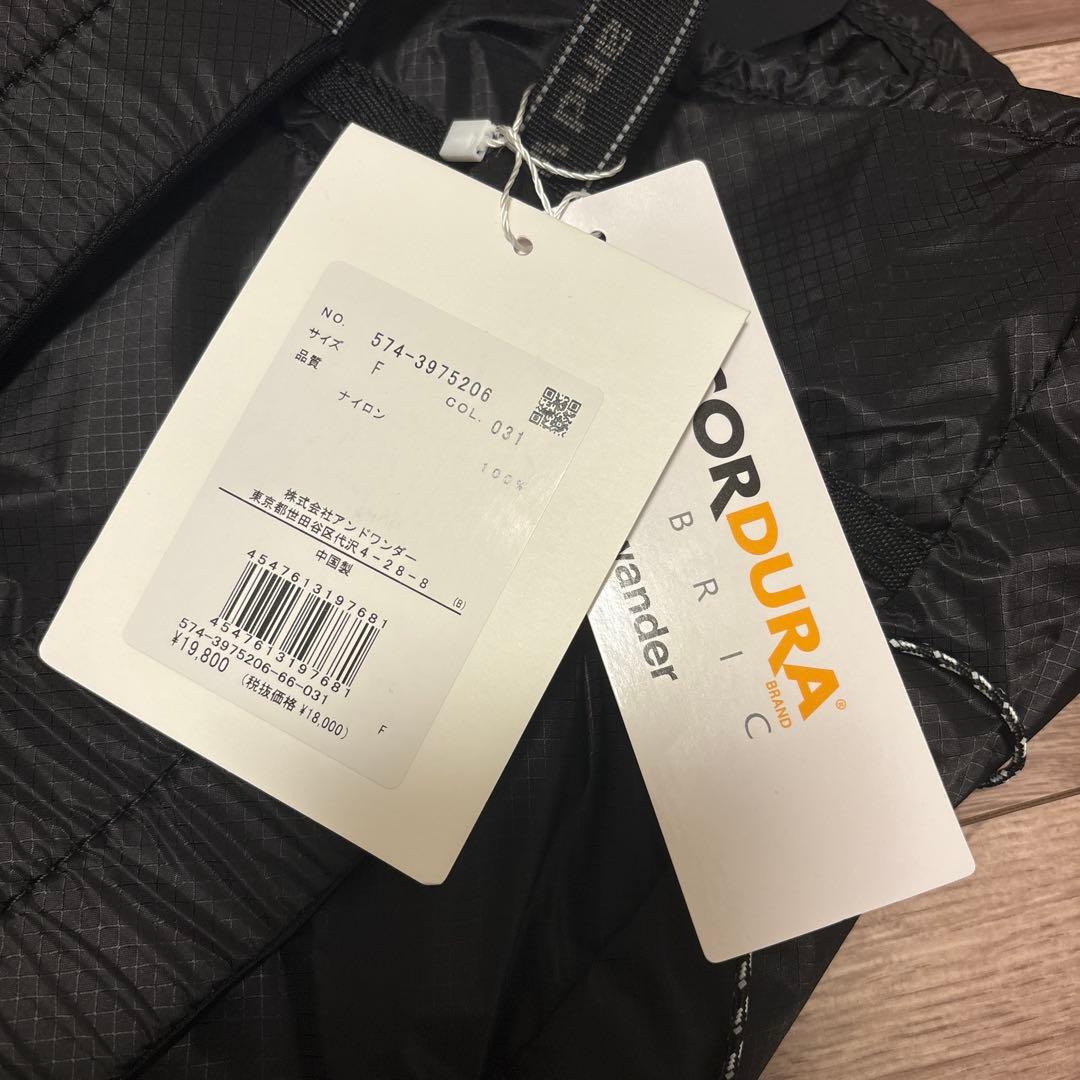 and
NO. 574-3975206
サイズ F COL. 031
品質
ナイロン 100%
株式会社アンドワンダー
東京都世田谷区代沢4-28-8
中国製 (B)
4547613197681
4547613197681
574-3975206-66-031
¥19,800 (税抜価格 ¥18,000) F
CORDURA®
BRAND
BRIC
wander